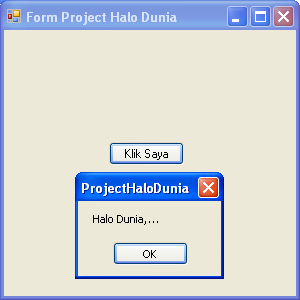 Form Project Halo Dunia
Klik Saya
ProjectHaloDunia
Halo Dunia,...
OK